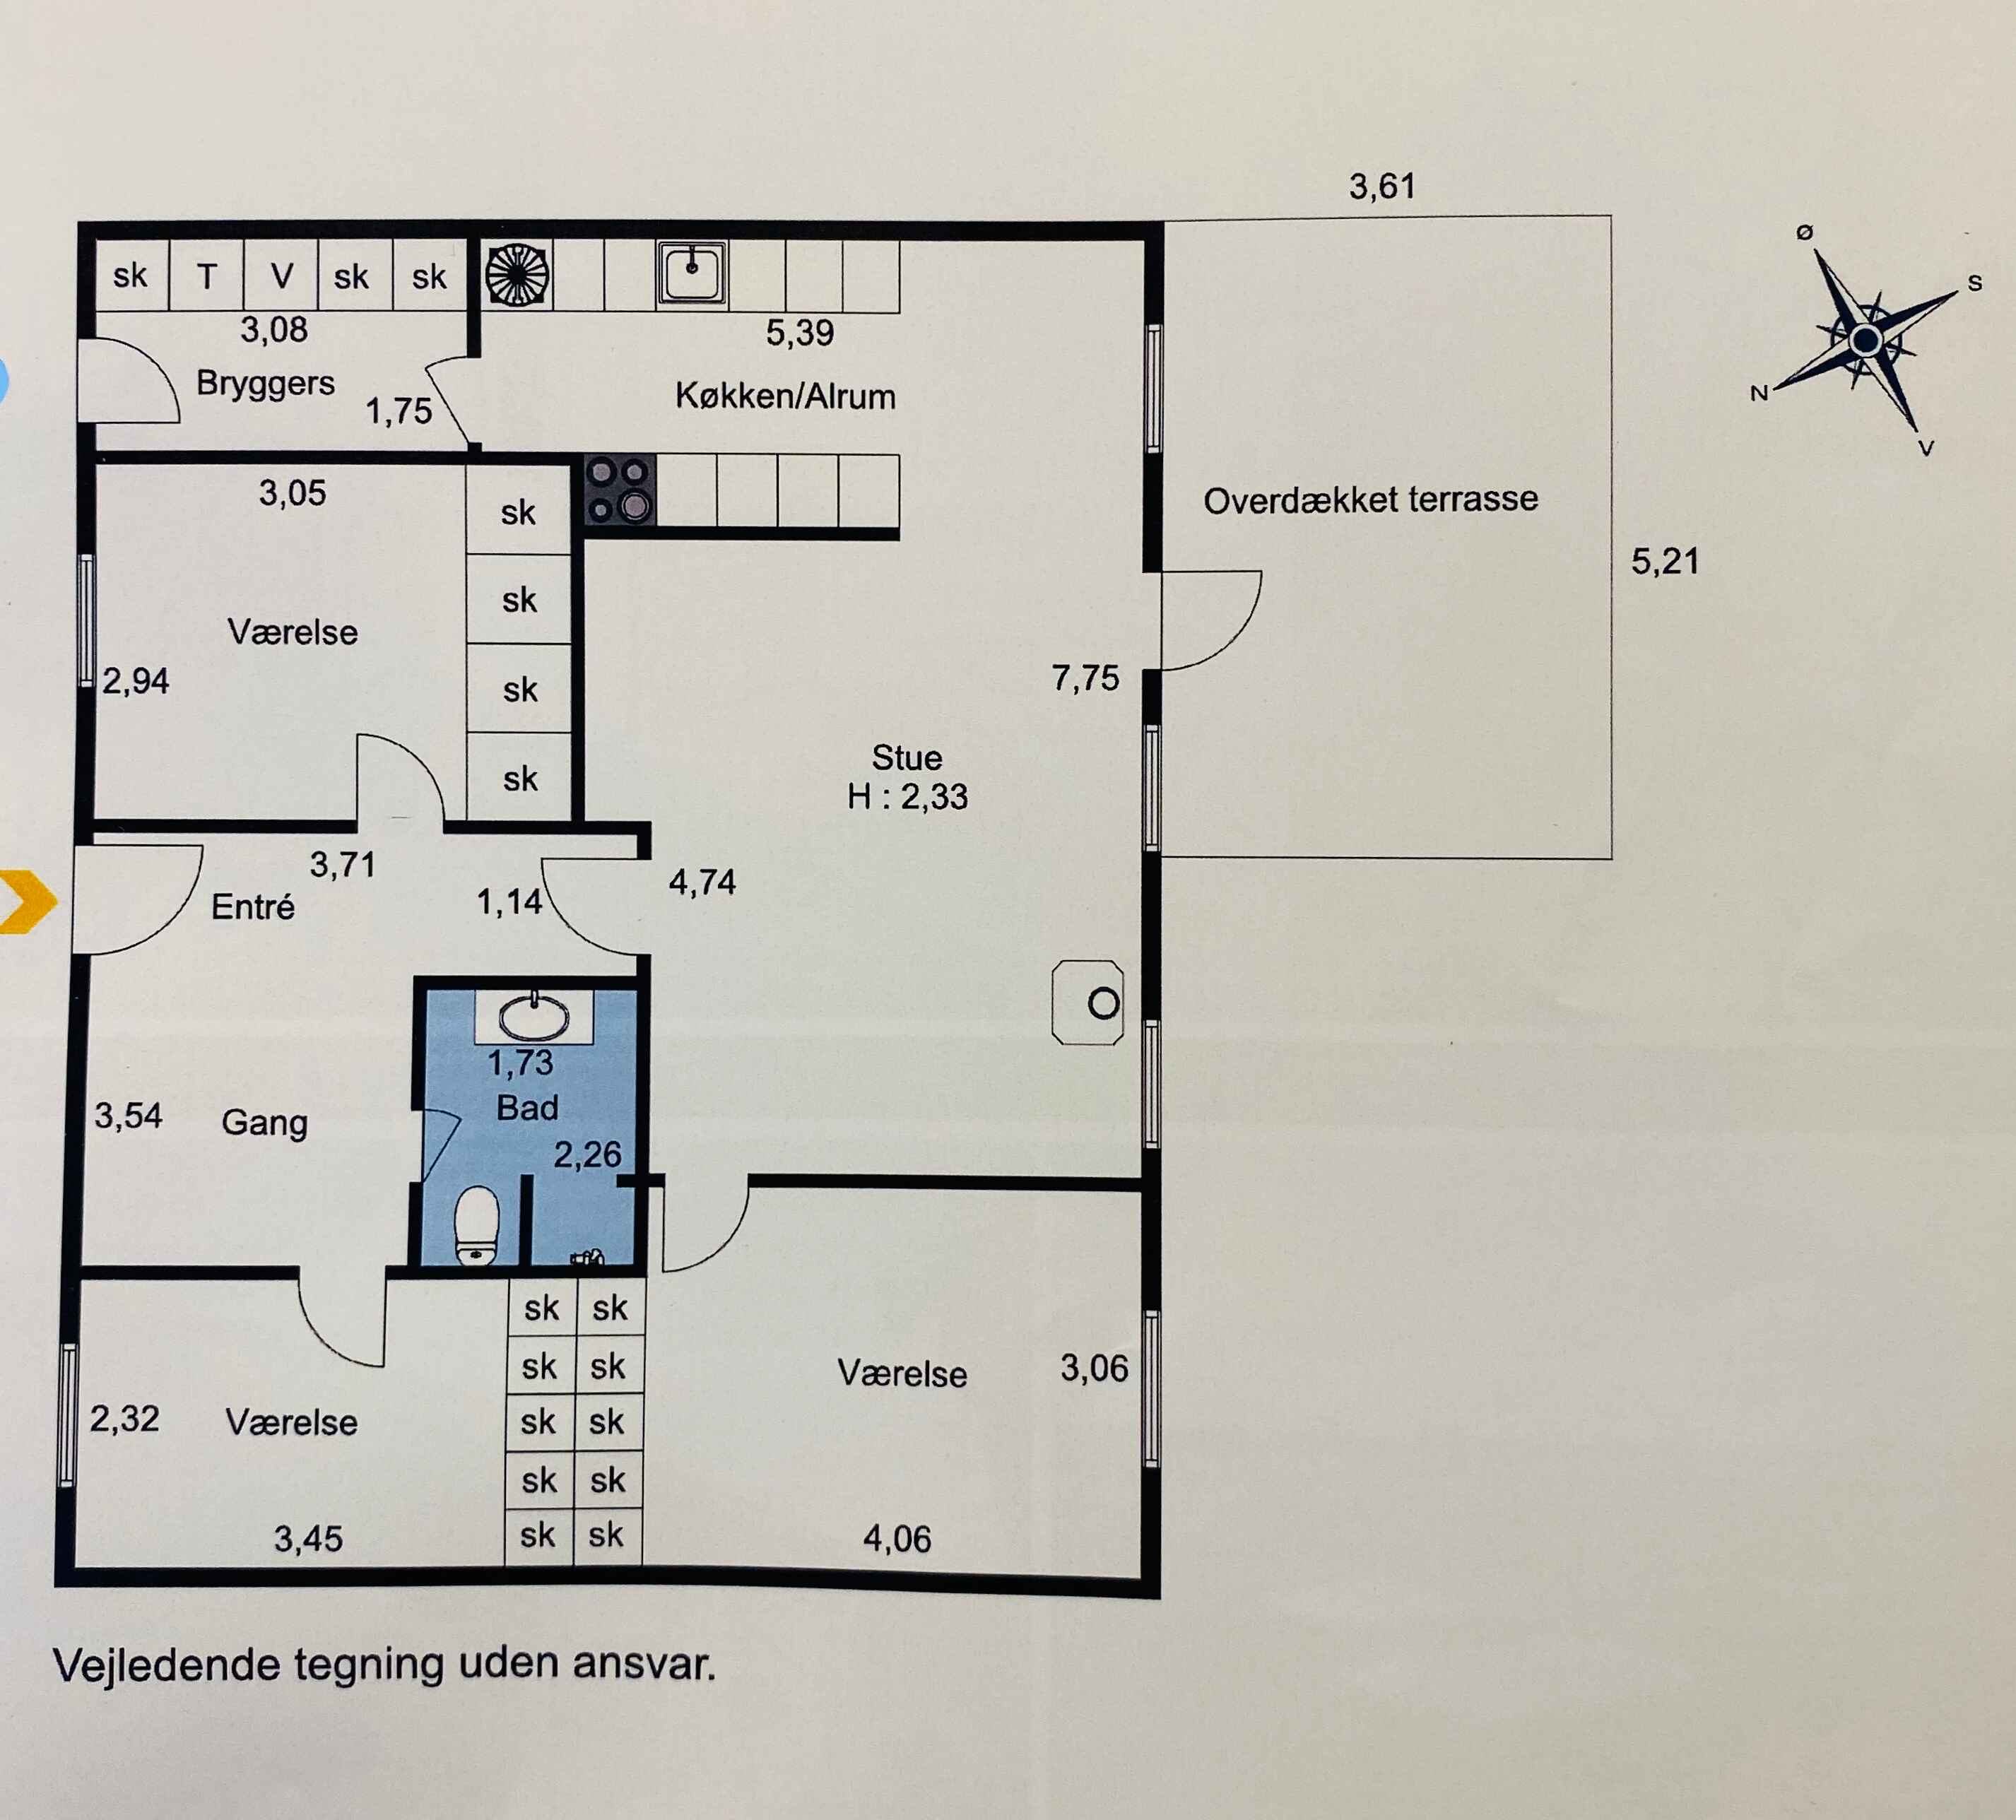 3,61
Ø
S
N
V
sk T V sk sk
3,08
5,39
Bryggers
1,75
Køkken/Alrum
Overdækket terrasse
5,21
3,05
sk
sk
sk
sk
Værelse
2,94
7,75
Stue
H : 2,33
3,71
Entré
1,14
4,74
1,73
Bad
2,26
3,54
Gang
sk sk
sk sk
sk sk
sk sk
sk sk
2,32
Værelse
3,45
Værelse
3,06
4,06
Vejledende tegning uden ansvar.